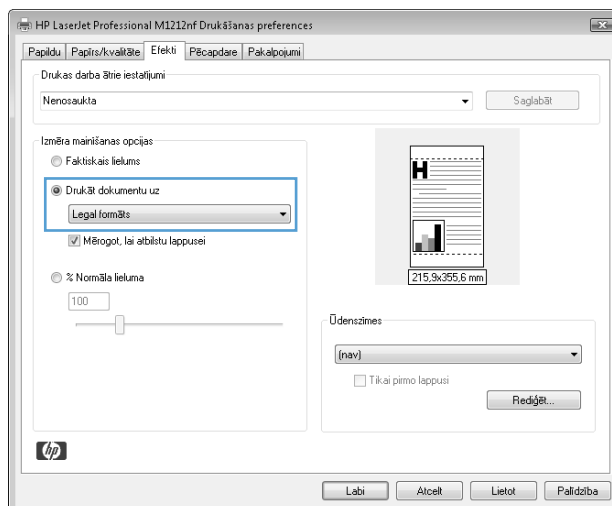 HP LaserJet Professional M1212nf Drukāšanas preferences
Papildu Papīrs/kvalitāte Efekti Pēcapdare Pakalpojumi
Drukas darba ātrie iestatījumi
Nenosaukta Saglabāt
Izmēra mainīšanas opcijas
Faktiskais lielums
Drukāt dokumentu uz
Legal formāts
Mērogot, lai atbilstu lappusei
% Normāla lieluma
100
H
215,9x355,6 mm
Ūdenszīmes
(nav)
Tikai pirmo lappusi
Rediģēt...
hp
Labi Atcelt Lietot Palīdzība